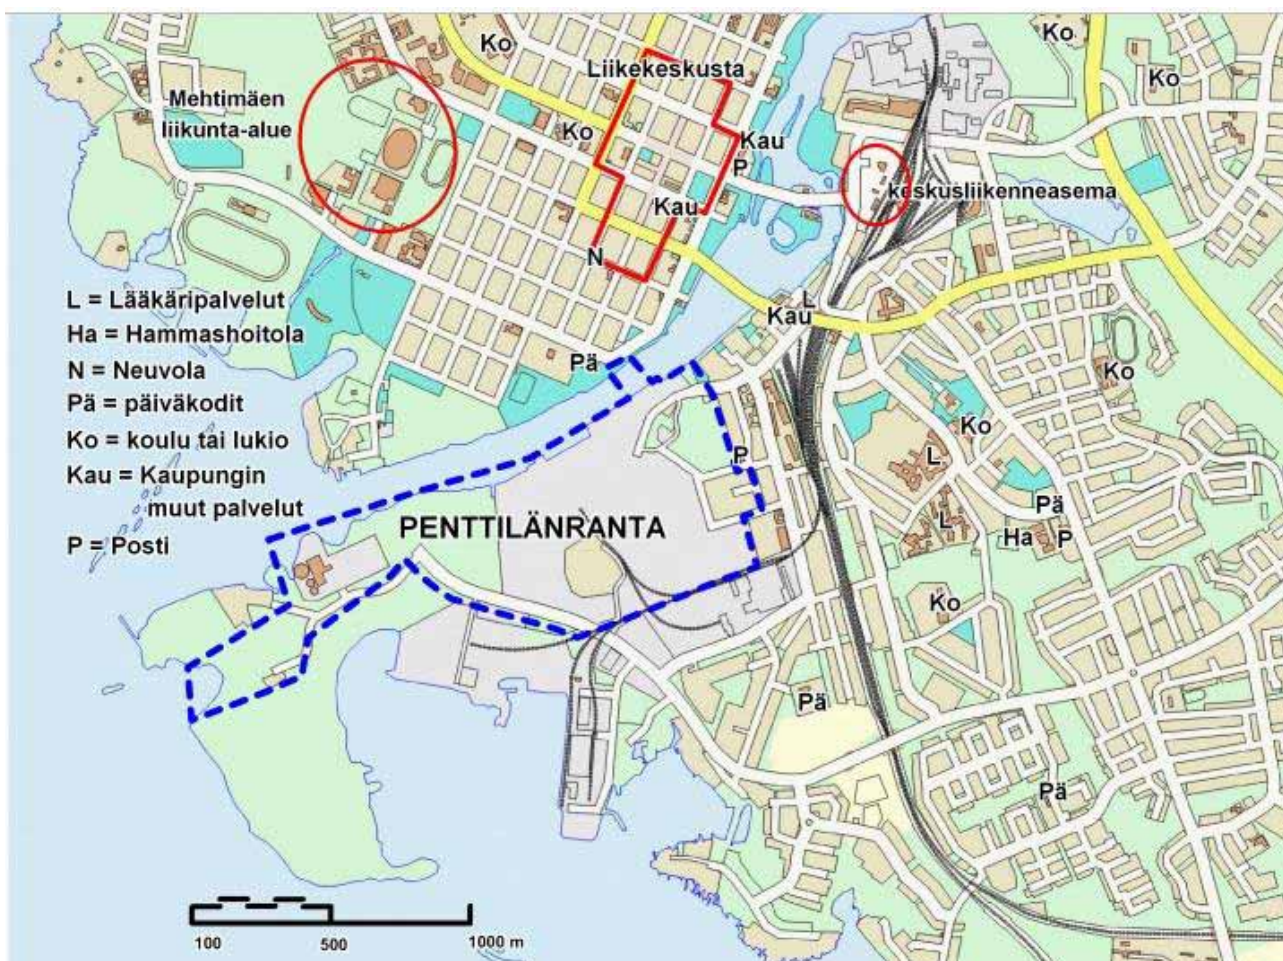 Ko
Ko
Liikekeskusta
Ko
Mehtimäen
liikunta-alue
Ko
Kau
P
keskusliikenneasema
Kau
N
L = Lääkäripalvelut
Ha = Hammashoitola
N = Neuvola
Pä = päiväkodit
Ko = koulu tai lukio
Kau = Kaupungin
muut palvelut
P = Posti
L
Kau
Pä
Ko
Ko
P
L
PENTTILÄNRANTA
Pä
L
Ha
P
Ko
Pä
Pä
100 500 1000 m